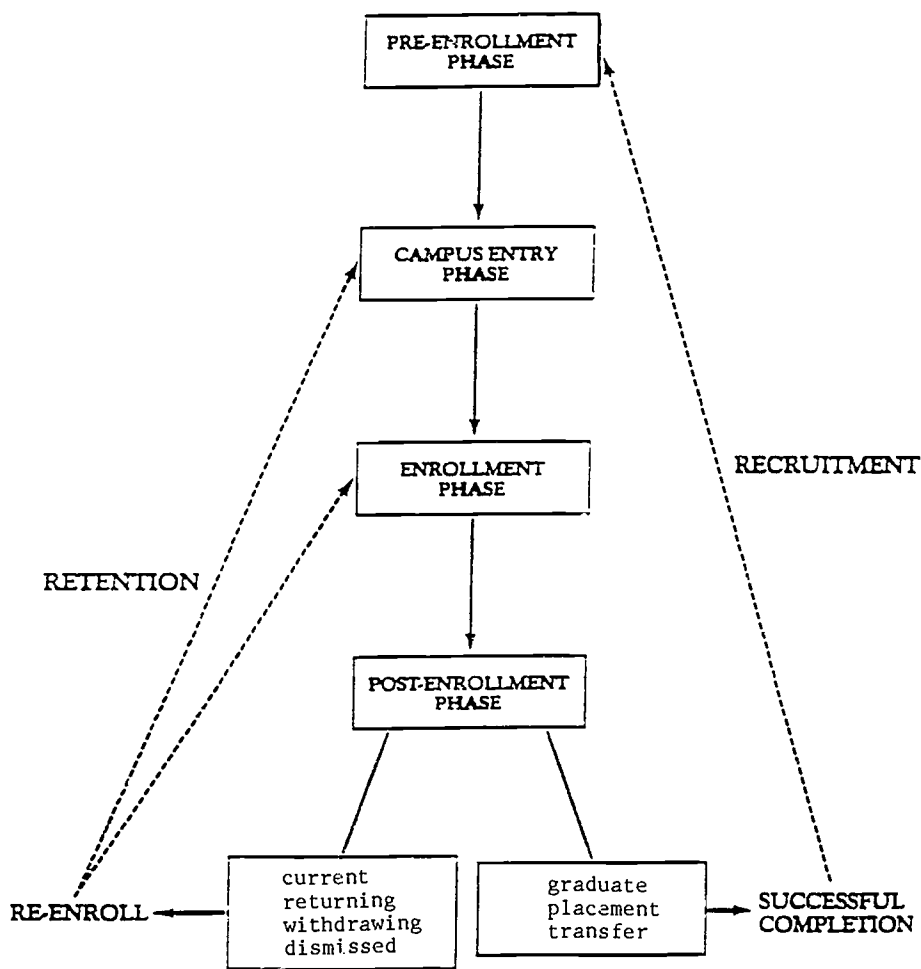 PRE-ENROLLMENT
PHASE
CAMPUS ENTRY
PHASE
ENROLLMENT
PHASE
RECRUITMENT
RETENTION
POST-ENROLLMENT
PHASE
current
returning
withdrawing
dismissed
graduate
placement
transfer
RE-ENROLL
SUCCESSFUL
COMPLETION